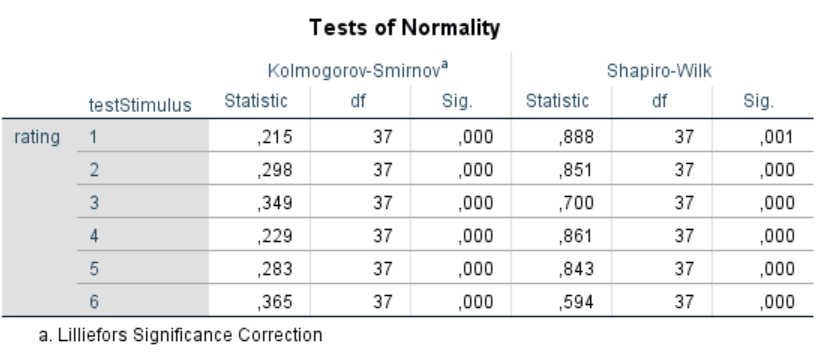 Tests of Normality
Kolmogorov-Smirnovᵃ Shapiro-Wilk
testStimulus Statistic df Sig. Statistic df Sig.
rating 1 ,215 37 ,000 ,888 37 ,001
2 ,298 37 ,000 ,851 37 ,000
3 ,349 37 ,000 ,700 37 ,000
4 ,229 37 ,000 ,861 37 ,000
5 ,283 37 ,000 ,843 37 ,000
6 ,365 37 ,000 ,594 37 ,000
a. Lilliefors Significance Correction